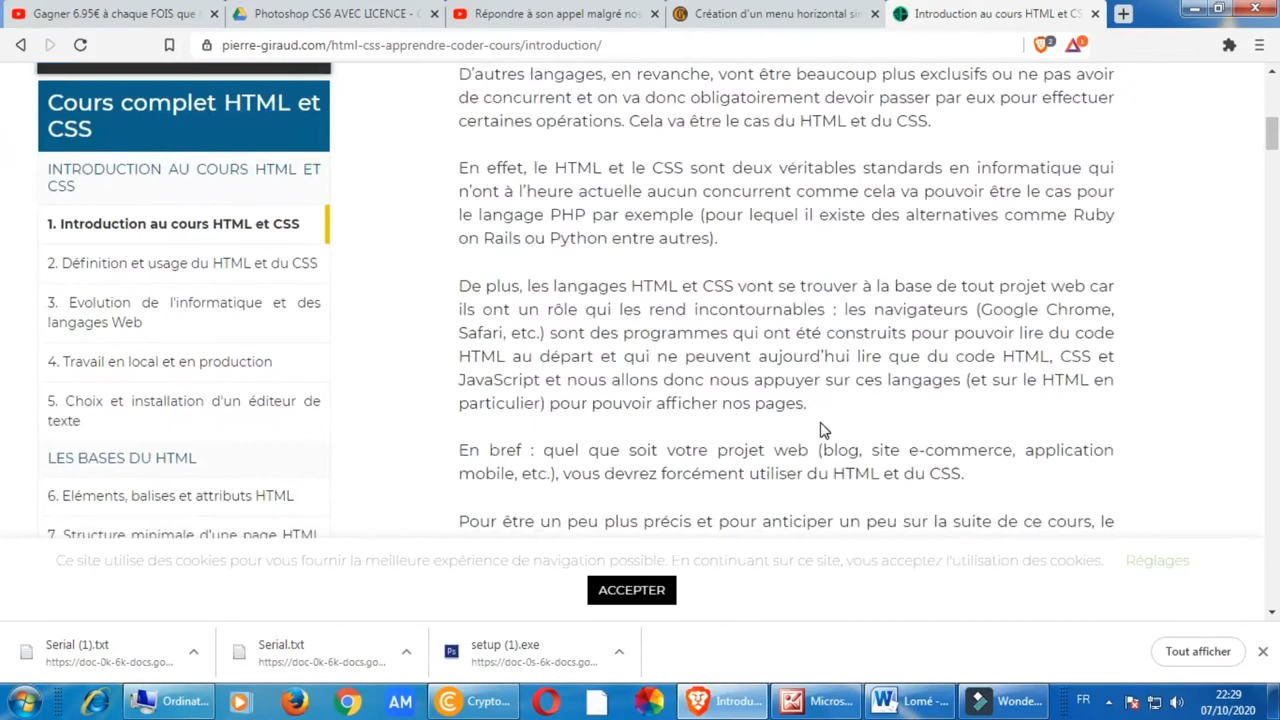 Gagner 6.95€ à chaque FOIS que
Photoshop CS6 AVEC LICENCE -
Répondre à son appel malgré nos
Création d'un menu horizontal sim
Introduction au cours HTML et CS
pierre-giraud.com/html-css-apprendre-coder-cours/introduction/
2
1
Cours complet HTML et
CSS
INTRODUCTION AU COURS HTML ET
CSS
1. Introduction au cours HTML et CSS
2. Définition et usage du HTML et du CSS
3. Evolution de l'informatique et des
langages Web
4. Travail en local et en production
5. Choix et installation d'un éditeur de
texte
LES BASES DU HTML
6. Eléments, balises et attributs HTML
7. Structure minimale d'une page HTML
D'autres langages, en revanche, vont être beaucoup plus exclusifs ou ne pas avoir
de concurrent et on va donc obligatoirement devoir passer par eux pour effectuer
certaines opérations. Cela va être le cas du HTML et du CSS.
En effet, le HTML et le CSS sont deux véritables standards en informatique qui
n'ont à l'heure actuelle aucun concurrent comme cela va pouvoir être le cas pour
le langage PHP par exemple (pour lequel il existe des alternatives comme Ruby
on Rails ou Python entre autres).
De plus, les langages HTML et CSS vont se trouver à la base de tout projet web car
ils ont un rôle qui les rend incontournables : les navigateurs (Google Chrome,
Safari, etc.) sont des programmes qui ont été construits pour pouvoir lire du code
HTML au départ et qui ne peuvent aujourd'hui lire que du code HTML, CSS et
JavaScript et nous allons donc nous appuyer sur ces langages (et sur le HTML en
particulier) pour pouvoir afficher nos pages.
En bref : quel que soit votre projet web (blog, site e-commerce, application
mobile, etc.), vous devrez forcément utiliser du HTML et du CSS.
Pour être un peu plus précis et pour anticiper un peu sur la suite de ce cours, le
Ce site utilise des cookies pour vous fournir la meilleure expérience de navigation possible. En continuant sur ce site, vous acceptez l'utilisation des cookies.
Réglages
ACCEPTER
Serial (1).txt
https://doc-0k-6k-docs.go...
Serial.txt
https://doc-0k-6k-docs.go...
Ps
setup (1).exe
https://doc-0s-6k-docs.go...
Tout afficher
Ordinat...
AM
Crypto...
Introdu...
Micros...
Lomé -...
Wonde...
FR
22:29
07/10/2020